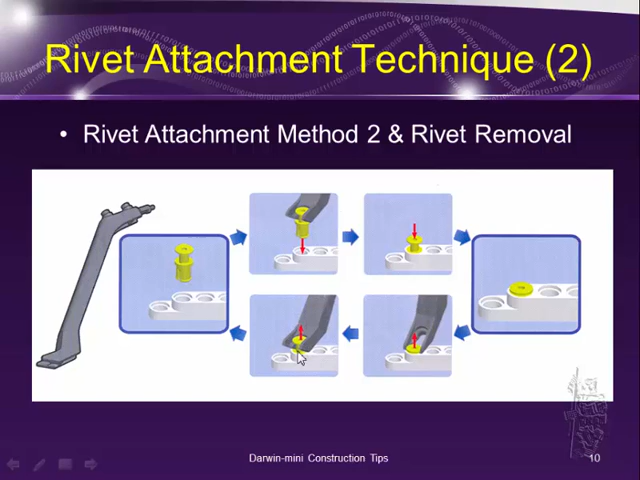 Rivet Attachment Technique (2)
• Rivet Attachment Method 2 & Rivet Removal
Darwin-mini Construction Tips
10